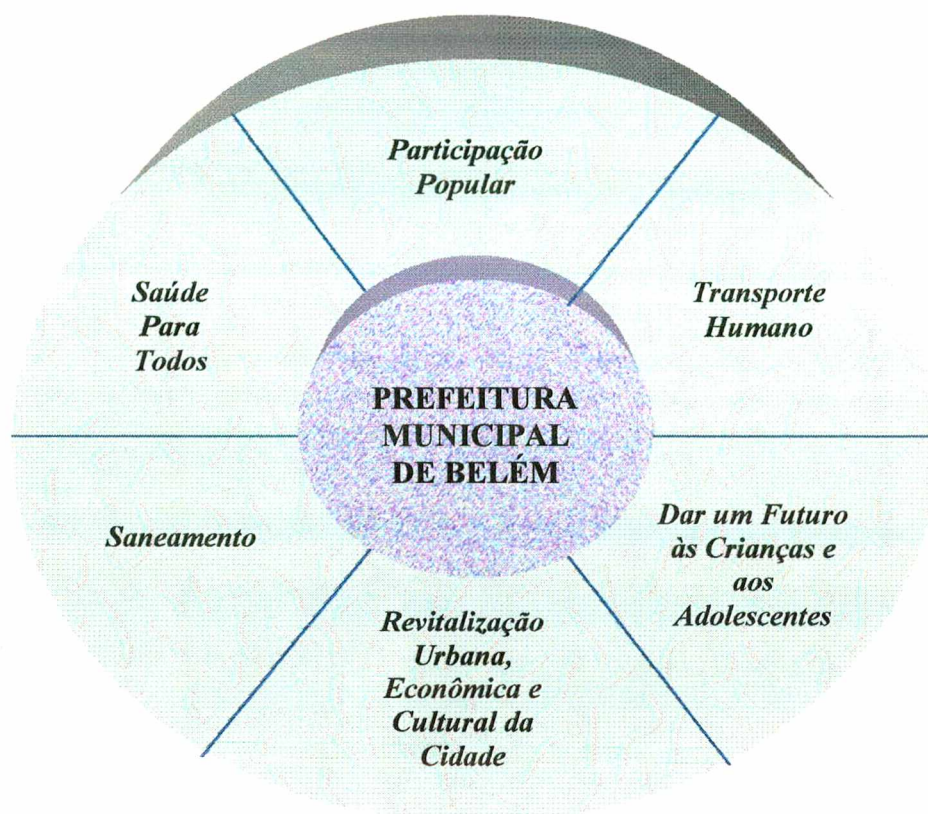 Participação
Popular
Saúde
Para
Todos
Transporte
Humano
PREFEITURA
MUNICIPAL
DE BELÉM
Saneamento
Dar um Futuro
às Crianças e
aos
Adolescentes
Revitalização
Urbana,
Econômica e
Cultural da
Cidade